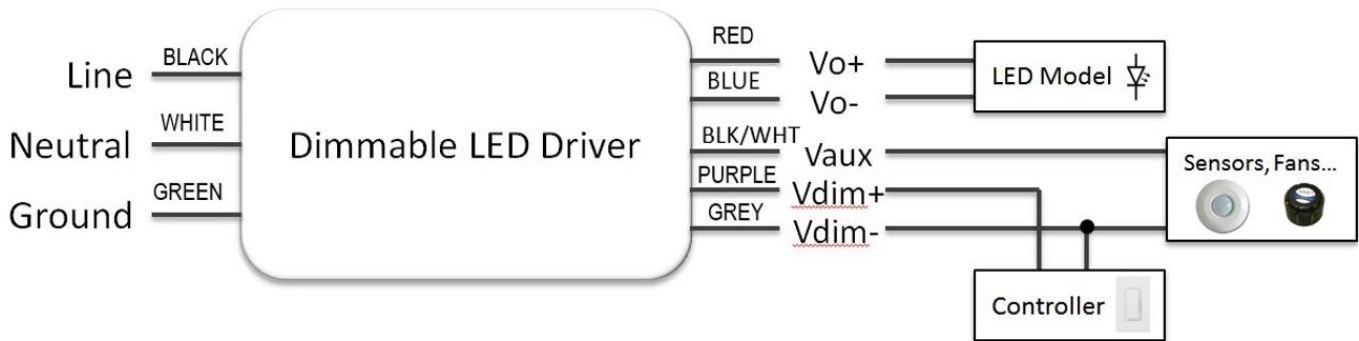 Line
BLACK
Neutral
WHITE
Ground
GREEN
Dimmable LED Driver
RED
Vo+
BLUE
Vo-
BLK/WHT
Vaux
PURPLE
Vdim+
GREY
Vdim-
LED Model
Sensors, Fans...
Controller